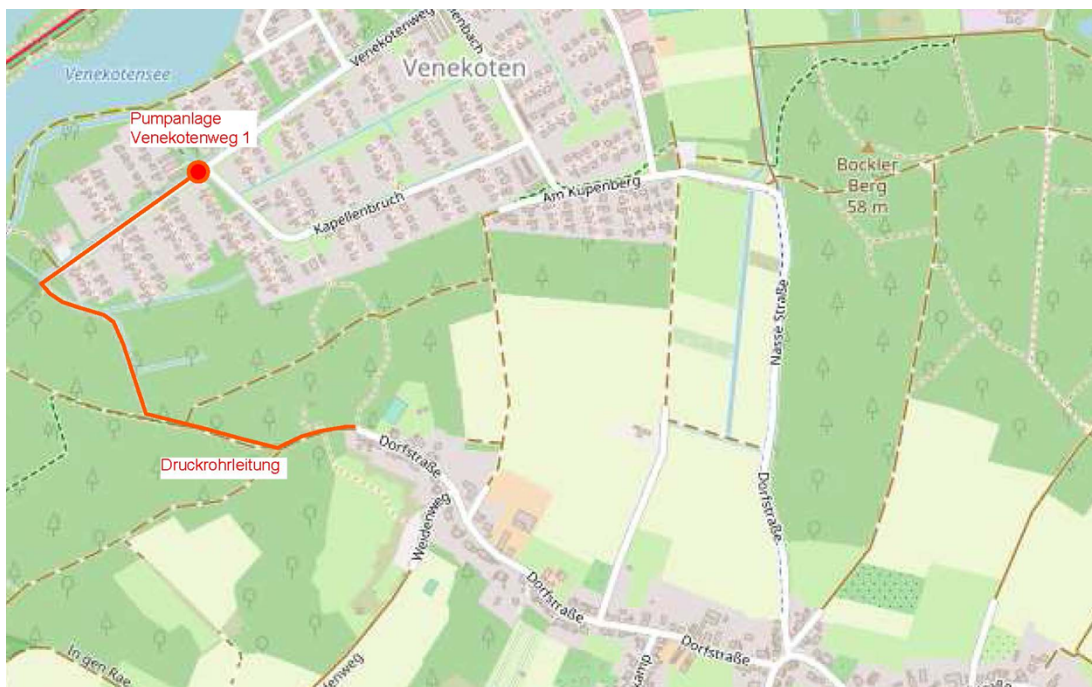 Venekotensee
Venekotenweg
Venekoten
Pumpanlage
Venekotenweg 1
Kapellenbruch
Am Kupenberg
Bockler
Berg
58 m
Nasse Straße
Druckrohrleitung
Dorfstraße
Weidenweg
Dorfstraße
Dorfstraße
Dorfstraße
In gen Rae